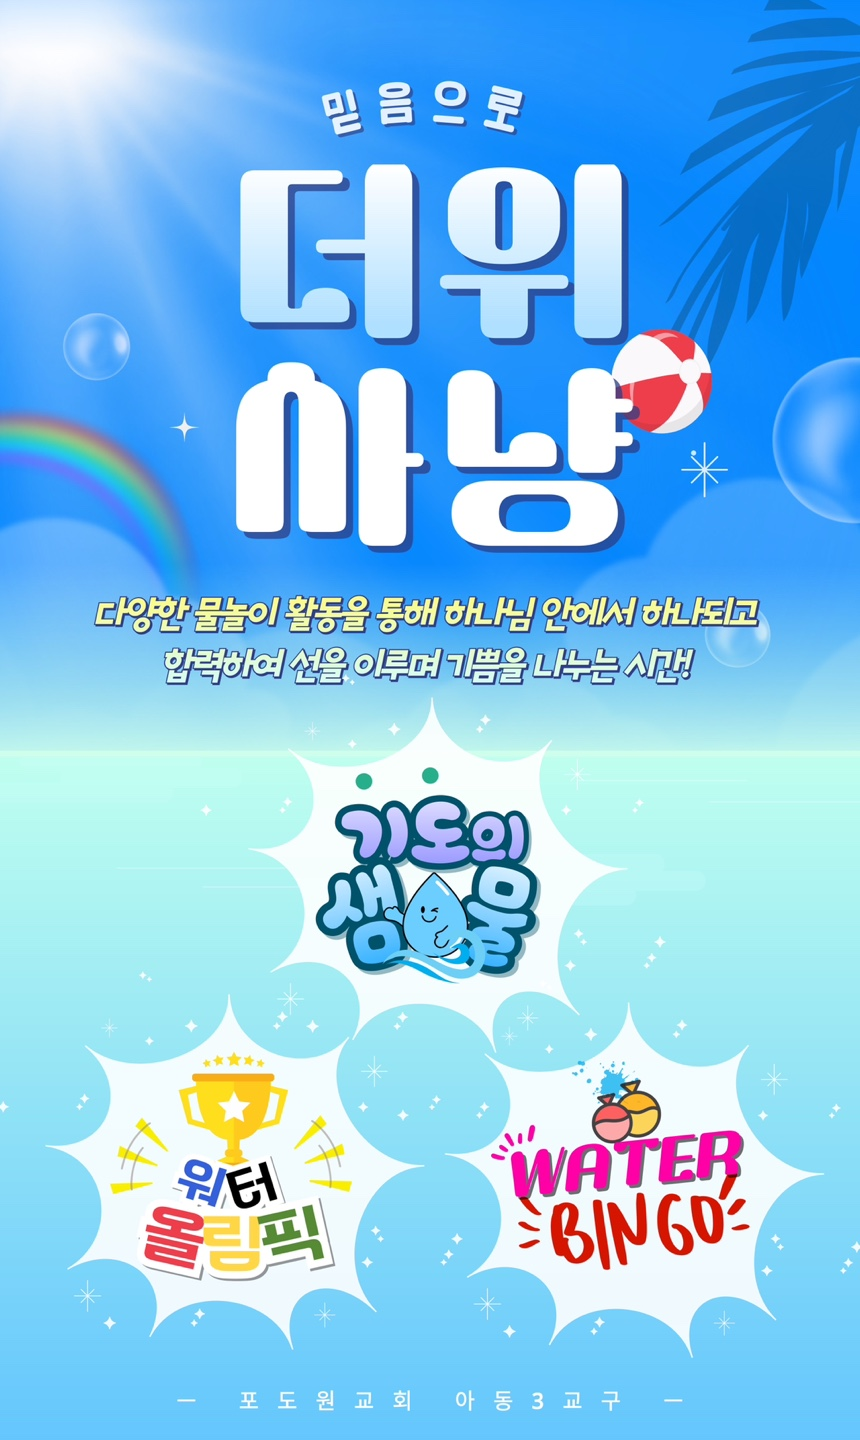 믿음으로
더위
사냥
다양한 물놀이 활동을 통해 하나님 안에서 하나되고
합력하여 선을 이루며 기쁨을 나누는 시간!
기도의
샘물
워터
올림픽
WATER
BINGO
— 포도원교회 아동3교구 —